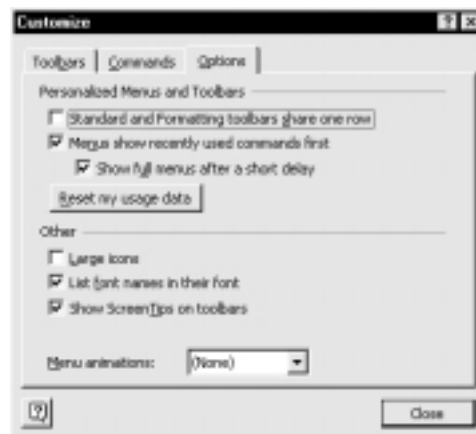 Customize
Toolbars Commands Options
Personalized Menus and Toolbars
Standard and Formatting toolbars share one row
Menus show recently used commands first
Show full menus after a short delay
Reset my usage data
Other
Large icons
List font names in their font
Show ScreenTips on toolbars
Menu animations: (None)
Close